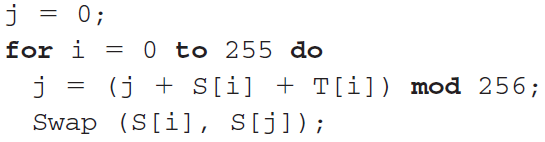 j = 0;
for i = 0 to 255 do
j = (j + S[i] + T[i]) mod 256;
Swap (S[i], S[j]);